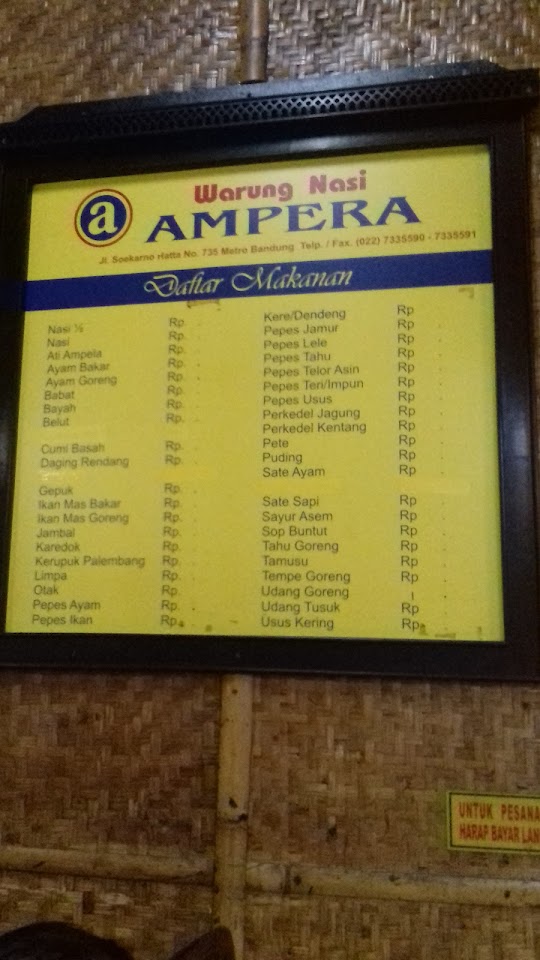 a
Warung Nasi
AMPERA
Jl. Soekarno Hatta No. 735 Metro Bandung Telp. / Fax. (022) 7335590 - 7335591
Daftar Makanan
Nasi ½ Rp.
Nasi Rp.
Ati Ampela Rp.
Ayam Bakar Rp.
Ayam Goreng Rp.
Babat Rp.
Bayah Rp.
Belut Rp.
Cumi Basah Rp.
Daging Rendang Rp.
Gepuk Rp.
Ikan Mas Bakar Rp.
Ikan Mas Goreng Rp.
Jambal Rp.
Karedok Rp.
Kerupuk Palembang Rp.
Limpa Rp.
Otak Rp.
Pepes Ayam Rp.
Pepes Ikan Rp.
Kere/Dendeng Rp
Pepes Jamur Rp
Pepes Lele Rp
Pepes Tahu Rp
Pepes Telor Asin Rp
Pepes Teri/Impun Rp
Pepes Usus Rp
Perkedel Jagung Rp
Perkedel Kentang Rp
Pete Rp
Puding Rp
Sate Ayam Rp
Sate Sapi Rp
Sayur Asem Rp
Sop Buntut Rp
Tahu Goreng Rp
Tamusu Rp
Tempe Goreng Rp
Udang Goreng
Udang Tusuk Rp
Usus Kering Rp
UNTUK PESANA
HARAP BAYAR LAN